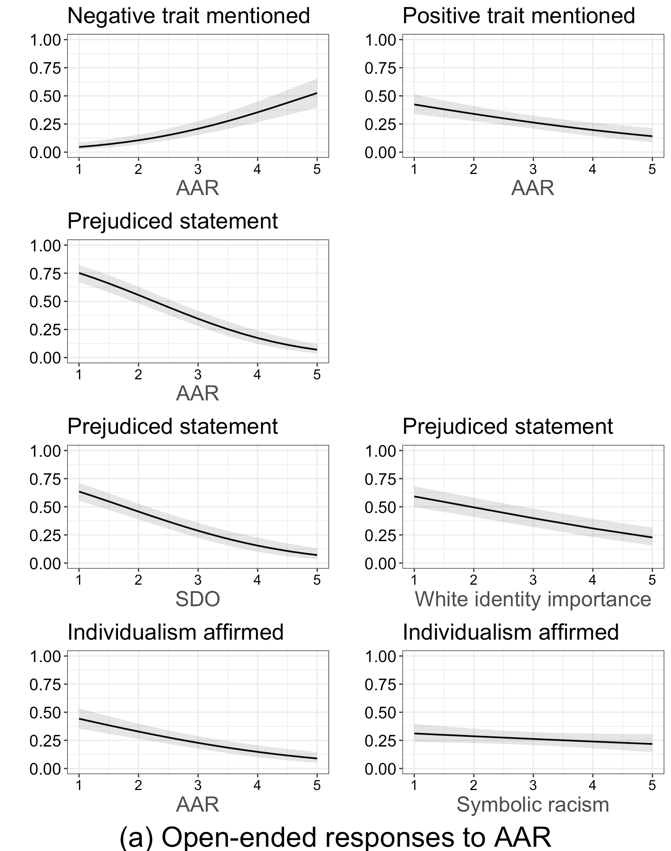 Negative trait mentioned
1.00
0.75
0.50
0.25
0.00
1 2 3 4 5
AAR
Positive trait mentioned
1.00
0.75
0.50
0.25
0.00
1 2 3 4 5
AAR
Prejudiced statement
1.00
0.75
0.50
0.25
0.00
1 2 3 4 5
AAR
Prejudiced statement
1.00
0.75
0.50
0.25
0.00
1 2 3 4 5
SDO
Prejudiced statement
1.00
0.75
0.50
0.25
0.00
1 2 3 4 5
White identity importance
Individualism affirmed
1.00
0.75
0.50
0.25
0.00
1 2 3 4 5
AAR
Individualism affirmed
1.00
0.75
0.50
0.25
0.00
1 2 3 4 5
Symbolic racism
(a) Open-ended responses to AAR